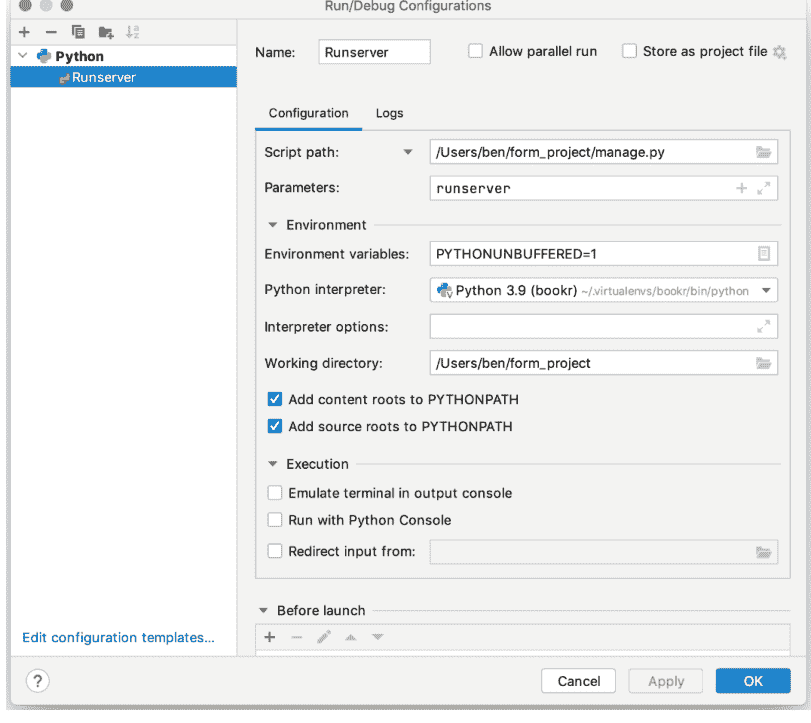 Run/Debug Configurations
Python
Runserver
Name: Runserver Allow parallel run Store as project file
Configuration Logs
Script path: /Users/ben/form_project/manage.py
Parameters: runserver
Environment
Environment variables: PYTHONUNBUFFERED=1
Python interpreter: Python 3.9 (bookr) ~/.virtualenvs/bookr/bin/python
Interpreter options:
Working directory: /Users/ben/form_project
Add content roots to PYTHONPATH
Add source roots to PYTHONPATH
Execution
Emulate terminal in output console
Run with Python Console
Redirect input from:
Before launch
Edit configuration templates...
? Cancel Apply OK